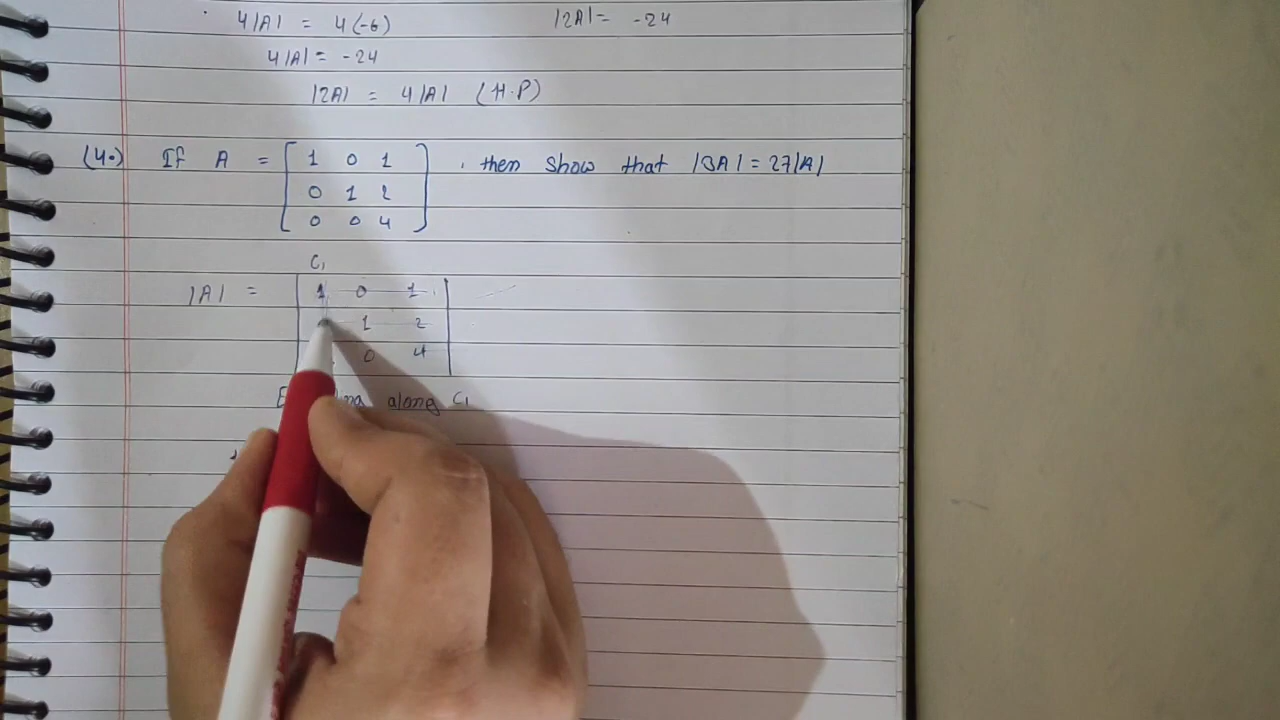 4|A| = 4(-6) |2A| = -24
4|A| = -24
|2A| = 4|A| (H.P)
(4.) If A = [ 1 0 1 ] , then show that |3A| = 27|A|
0 1 2
0 0 4
C₁
|A| = | 1 0 1 |
1 2
0 4
along C₁